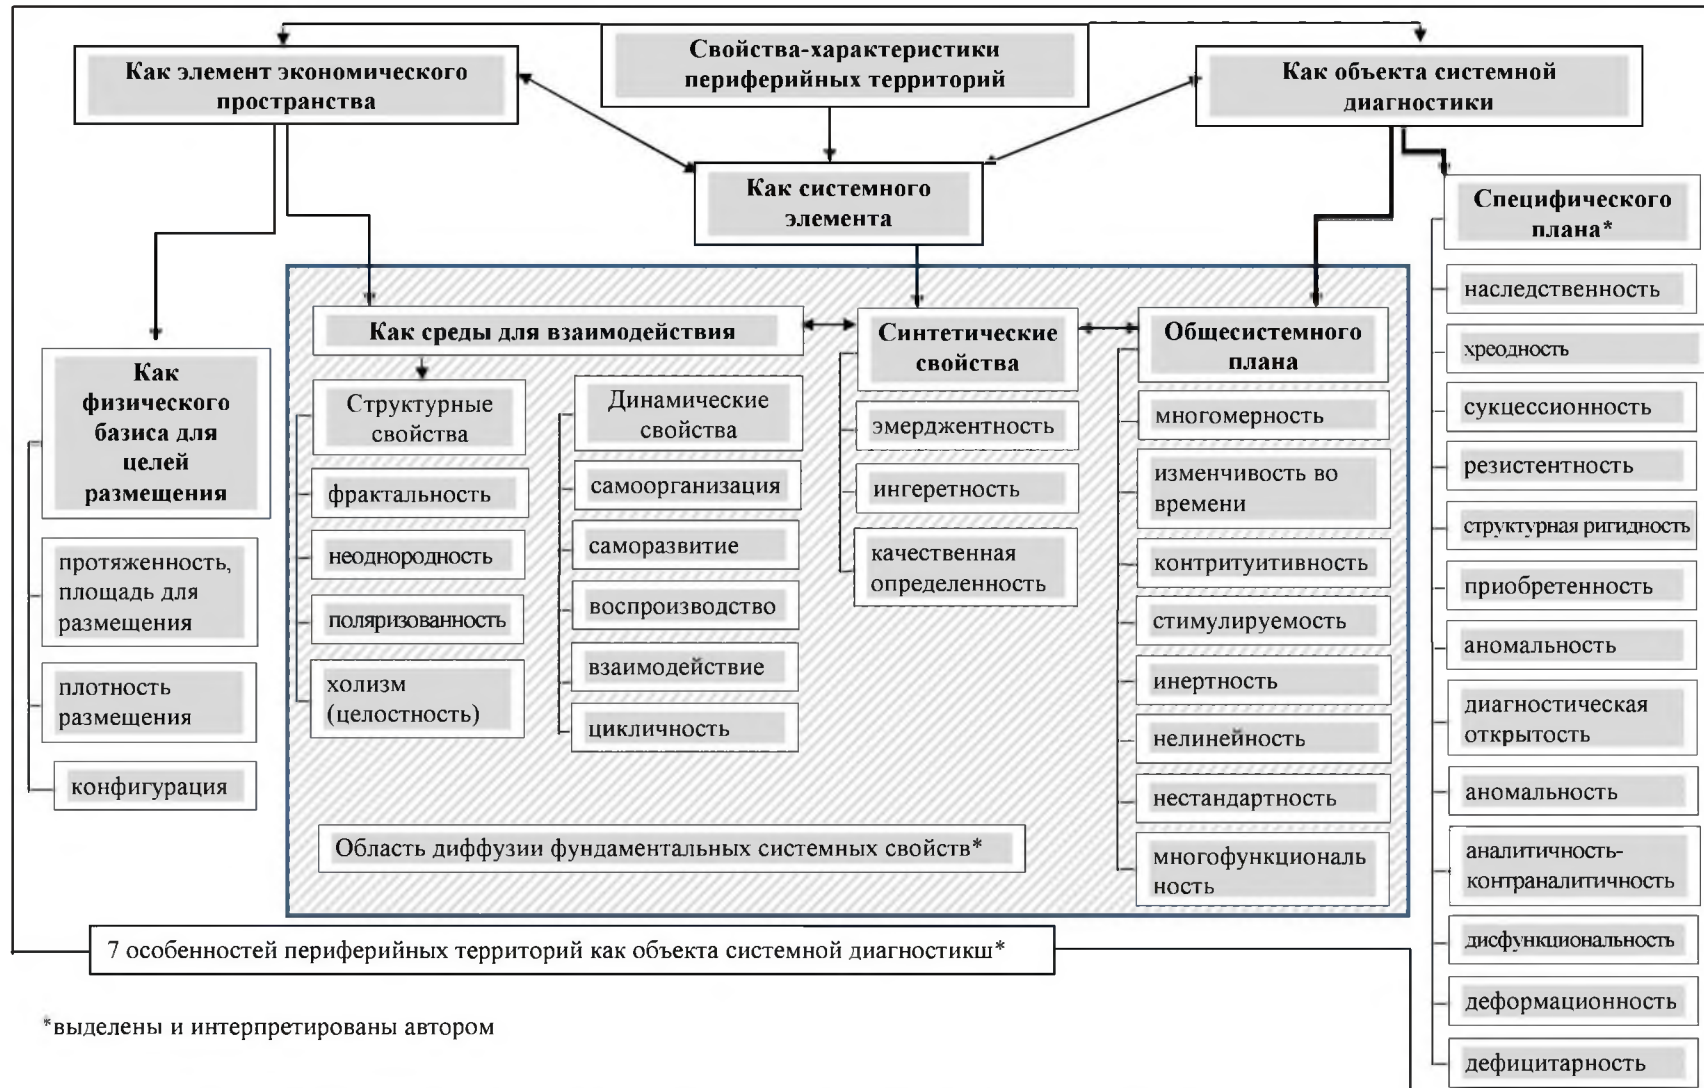 Свойства-характеристики
периферийных территорий
Как элемент экономического
пространства
Как объекта системной
диагностики
Как системного
элемента
Специфического
плана*
наследственность
хреодность
сукцессионность
резистентность
структурная ригидность
приобретенность
аномальность
диагностическая
открытость
аномальность
аналитичность-
контраналитичность
дисфункциональность
деформационность
дефицитарность
Как
физического
базиса для
целей
размещения
протяженность,
площадь для
размещения
плотность
размещения
конфигурация
Как среды для взаимодействия
Структурные
свойства
фрактальность
неоднородность
поляризованность
холизм
(целостность)
Динамические
свойства
самоорганизация
саморазвитие
воспроизводство
взаимодействие
цикличность
Синтетические
свойства
эмерджентность
ингеретность
качественная
определенность
Общесистемного
плана
многомерность
изменчивость во
времени
контритуитивность
стимулируемость
инертность
нелинейность
нестандартность
многофункциональ
ность
Область диффузии фундаментальных системных свойств*
7 особенностей периферийных территорий как объекта системной диагностикш*
*выделены и интерпретированы автором